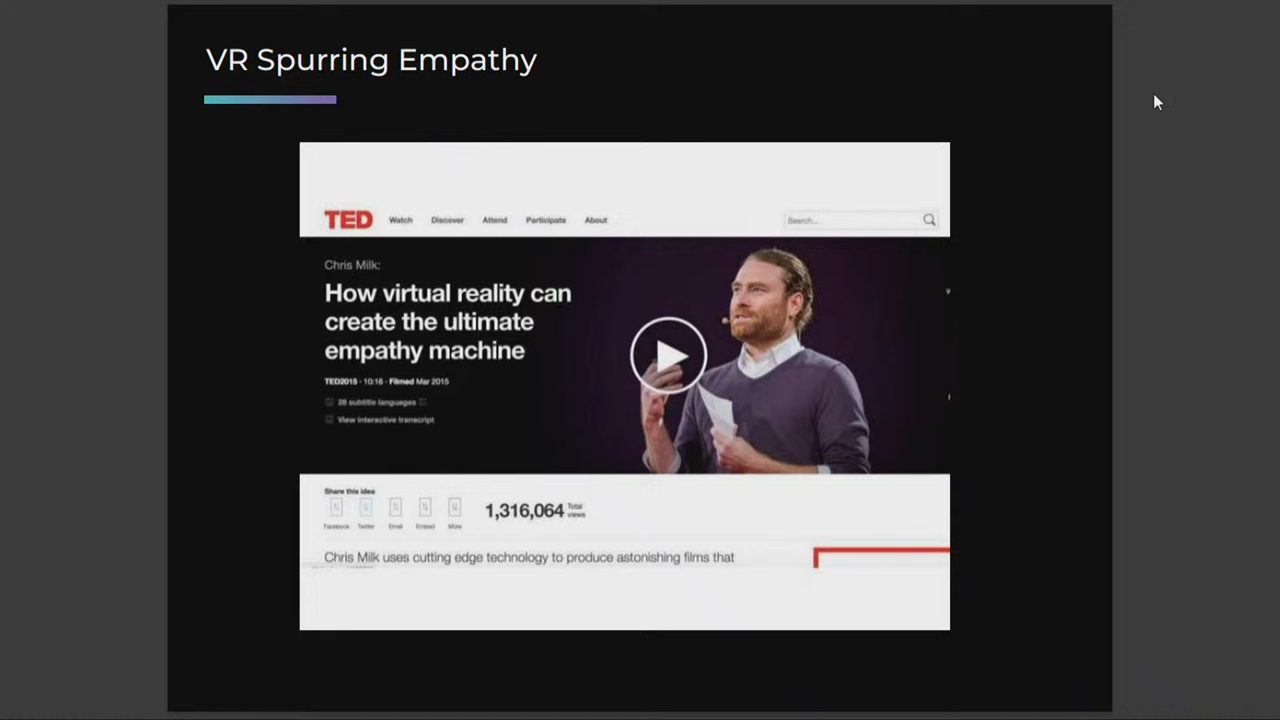 VR Spurring Empathy
TED Watch Discover Attend Participate About Search...
Chris Milk:
How virtual reality can
create the ultimate
empathy machine
TED2015 · 10:16 · Filmed Mar 2015
28 subtitle languages
View interactive transcript
Share this idea
1,316,064 Total
views
Facebook Twitter Email Embed More
Chris Milk uses cutting edge technology to produce astonishing films that